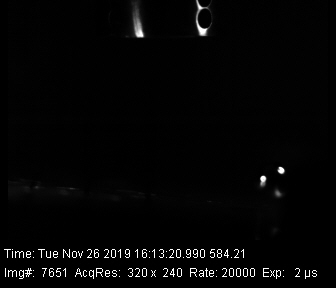 Time: Tue Nov 26 2019 16:13:20.990 584.21
Img#: 7651 AcqRes: 320 x 240 Rate: 20000 Exp: 2 µs